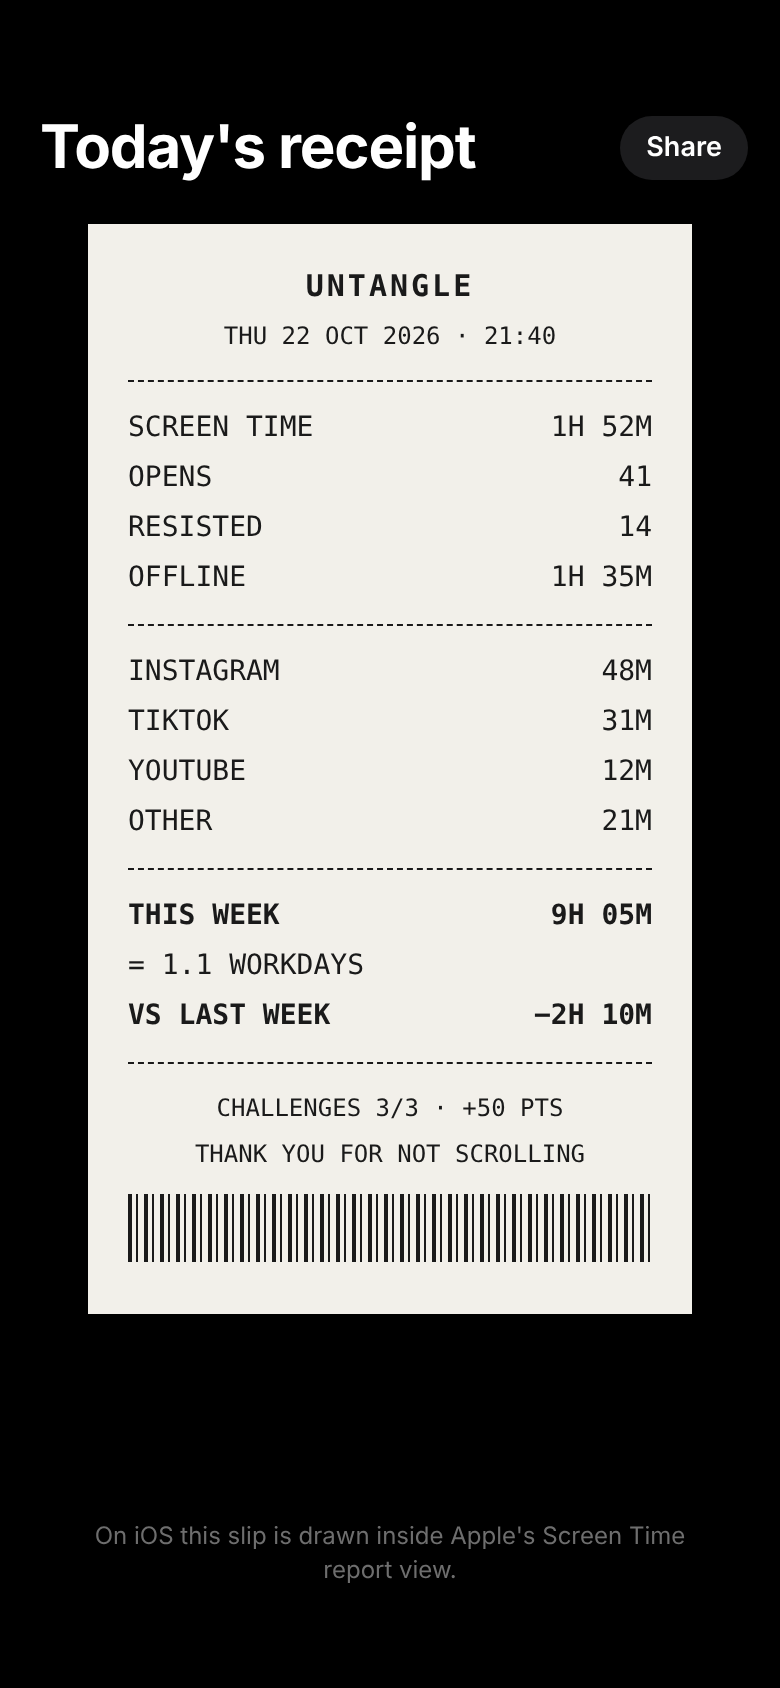 Today's receipt
Share
UNTANGLE
THU 22 OCT 2026 · 21:40
SCREEN TIME 1H 52M
OPENS 41
RESISTED 14
OFFLINE 1H 35M
INSTAGRAM 48M
TIKTOK 31M
YOUTUBE 12M
OTHER 21M
THIS WEEK 9H 05M
= 1.1 WORKDAYS
VS LAST WEEK −2H 10M
CHALLENGES 3/3 · +50 PTS
THANK YOU FOR NOT SCROLLING
On iOS this slip is drawn inside Apple's Screen Time
report view.